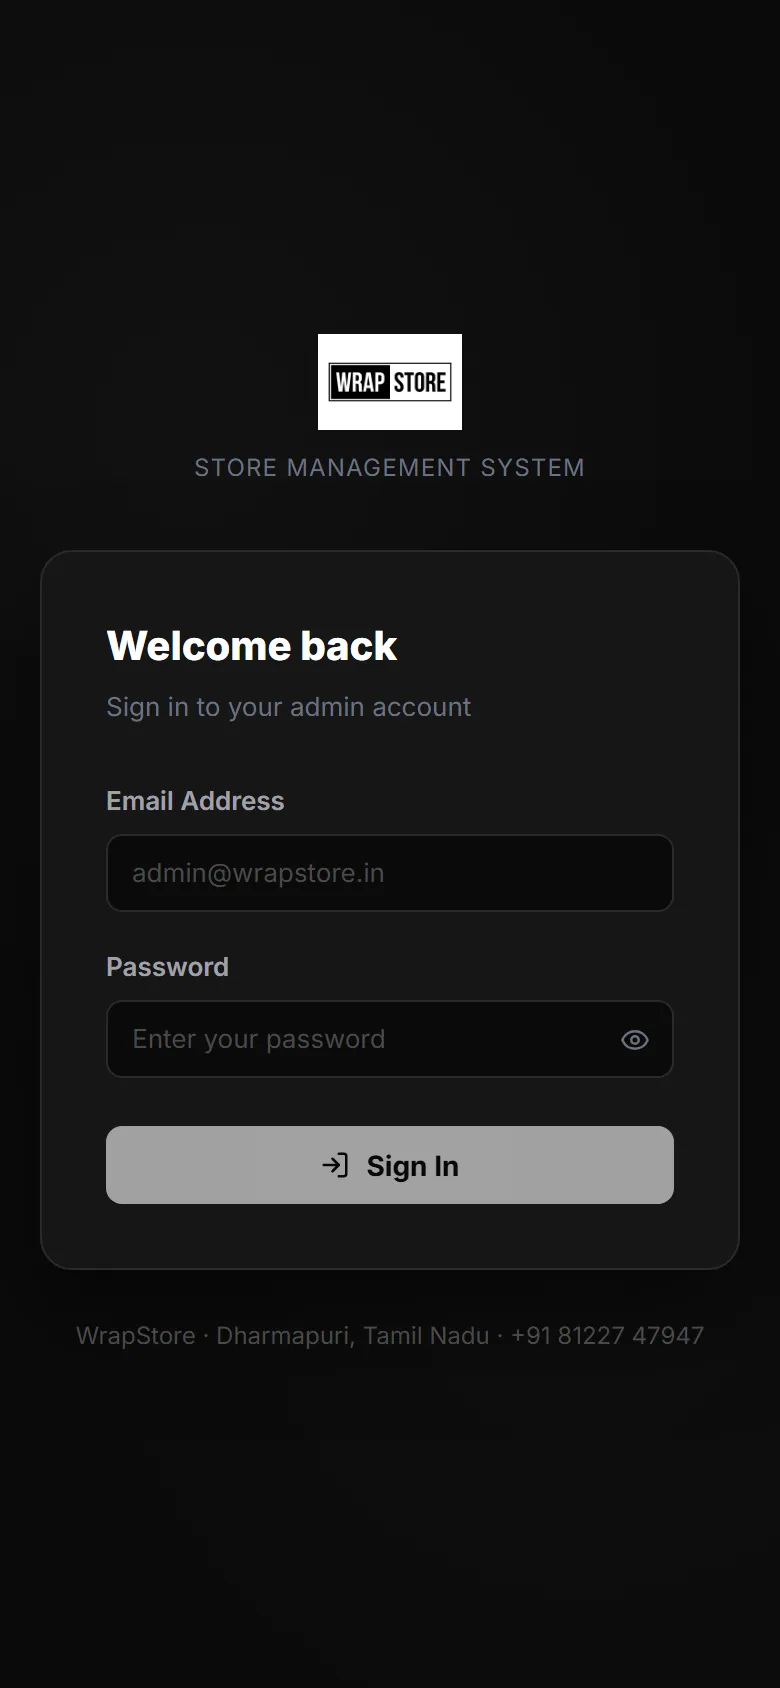 WRAP STORE
STORE MANAGEMENT SYSTEM
Welcome back
Sign in to your admin account
Email Address
admin@wrapstore.in
Password
Enter your password
Sign In
WrapStore · Dharmapuri, Tamil Nadu · +91 81227 47947